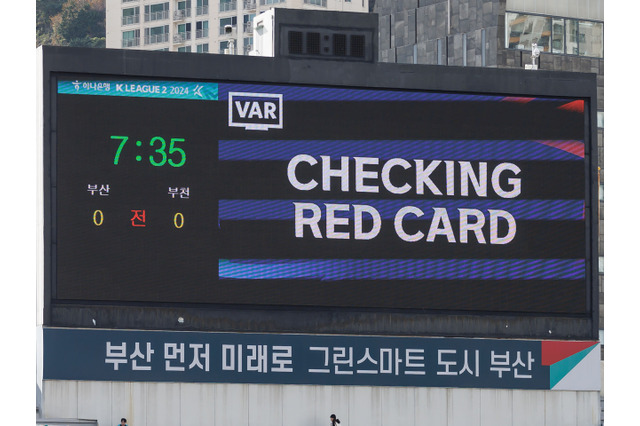 하나은행 K LEAGUE 2 2024
VAR
7:35
부산 부천
0 전 0
CHECKING
RED CARD
부산 먼저 미래로 그린스마트 도시 부산